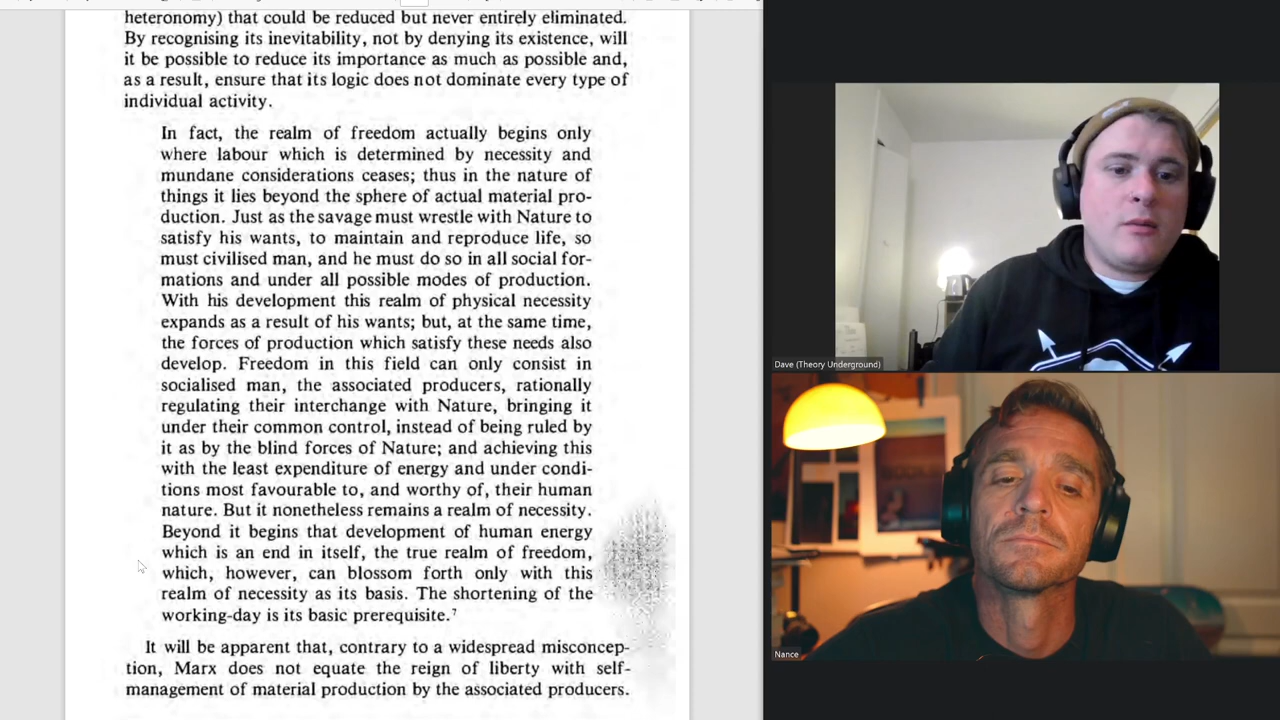 heteronomy) that could be reduced but never entirely eliminated.
By recognising its inevitability, not by denying its existence, will
it be possible to reduce its importance as much as possible and,
as a result, ensure that its logic does not dominate every type of
individual activity.
In fact, the realm of freedom actually begins only
where labour which is determined by necessity and
mundane considerations ceases; thus in the nature of
things it lies beyond the sphere of actual material pro-
duction. Just as the savage must wrestle with Nature to
satisfy his wants, to maintain and reproduce life, so
must civilised man, and he must do so in all social for-
mations and under all possible modes of production.
With his development this realm of physical necessity
expands as a result of his wants; but, at the same time,
the forces of production which satisfy these needs also
develop. Freedom in this field can only consist in
socialised man, the associated producers, rationally
regulating their interchange with Nature, bringing it
under their common control, instead of being ruled by
it as by the blind forces of Nature; and achieving this
with the least expenditure of energy and under condi-
tions most favourable to, and worthy of, their human
nature. But it nonetheless remains a realm of necessity.
Beyond it begins that development of human energy
which is an end in itself, the true realm of freedom,
which, however, can blossom forth only with this
realm of necessity as its basis. The shortening of the
working-day is its basic prerequisite.⁷
It will be apparent that, contrary to a widespread misconcep-
tion, Marx does not equate the reign of liberty with self-
management of material production by the associated producers.
Dave (Theory Underground)
Nance